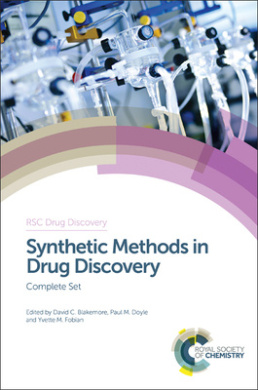 RSC Drug Discovery
Synthetic Methods in
Drug Discovery
Complete Set
Edited by David C. Blakemore, Paul M. Doyle
and Yvette M. Fobian
ROYAL SOCIETY
OF CHEMISTRY